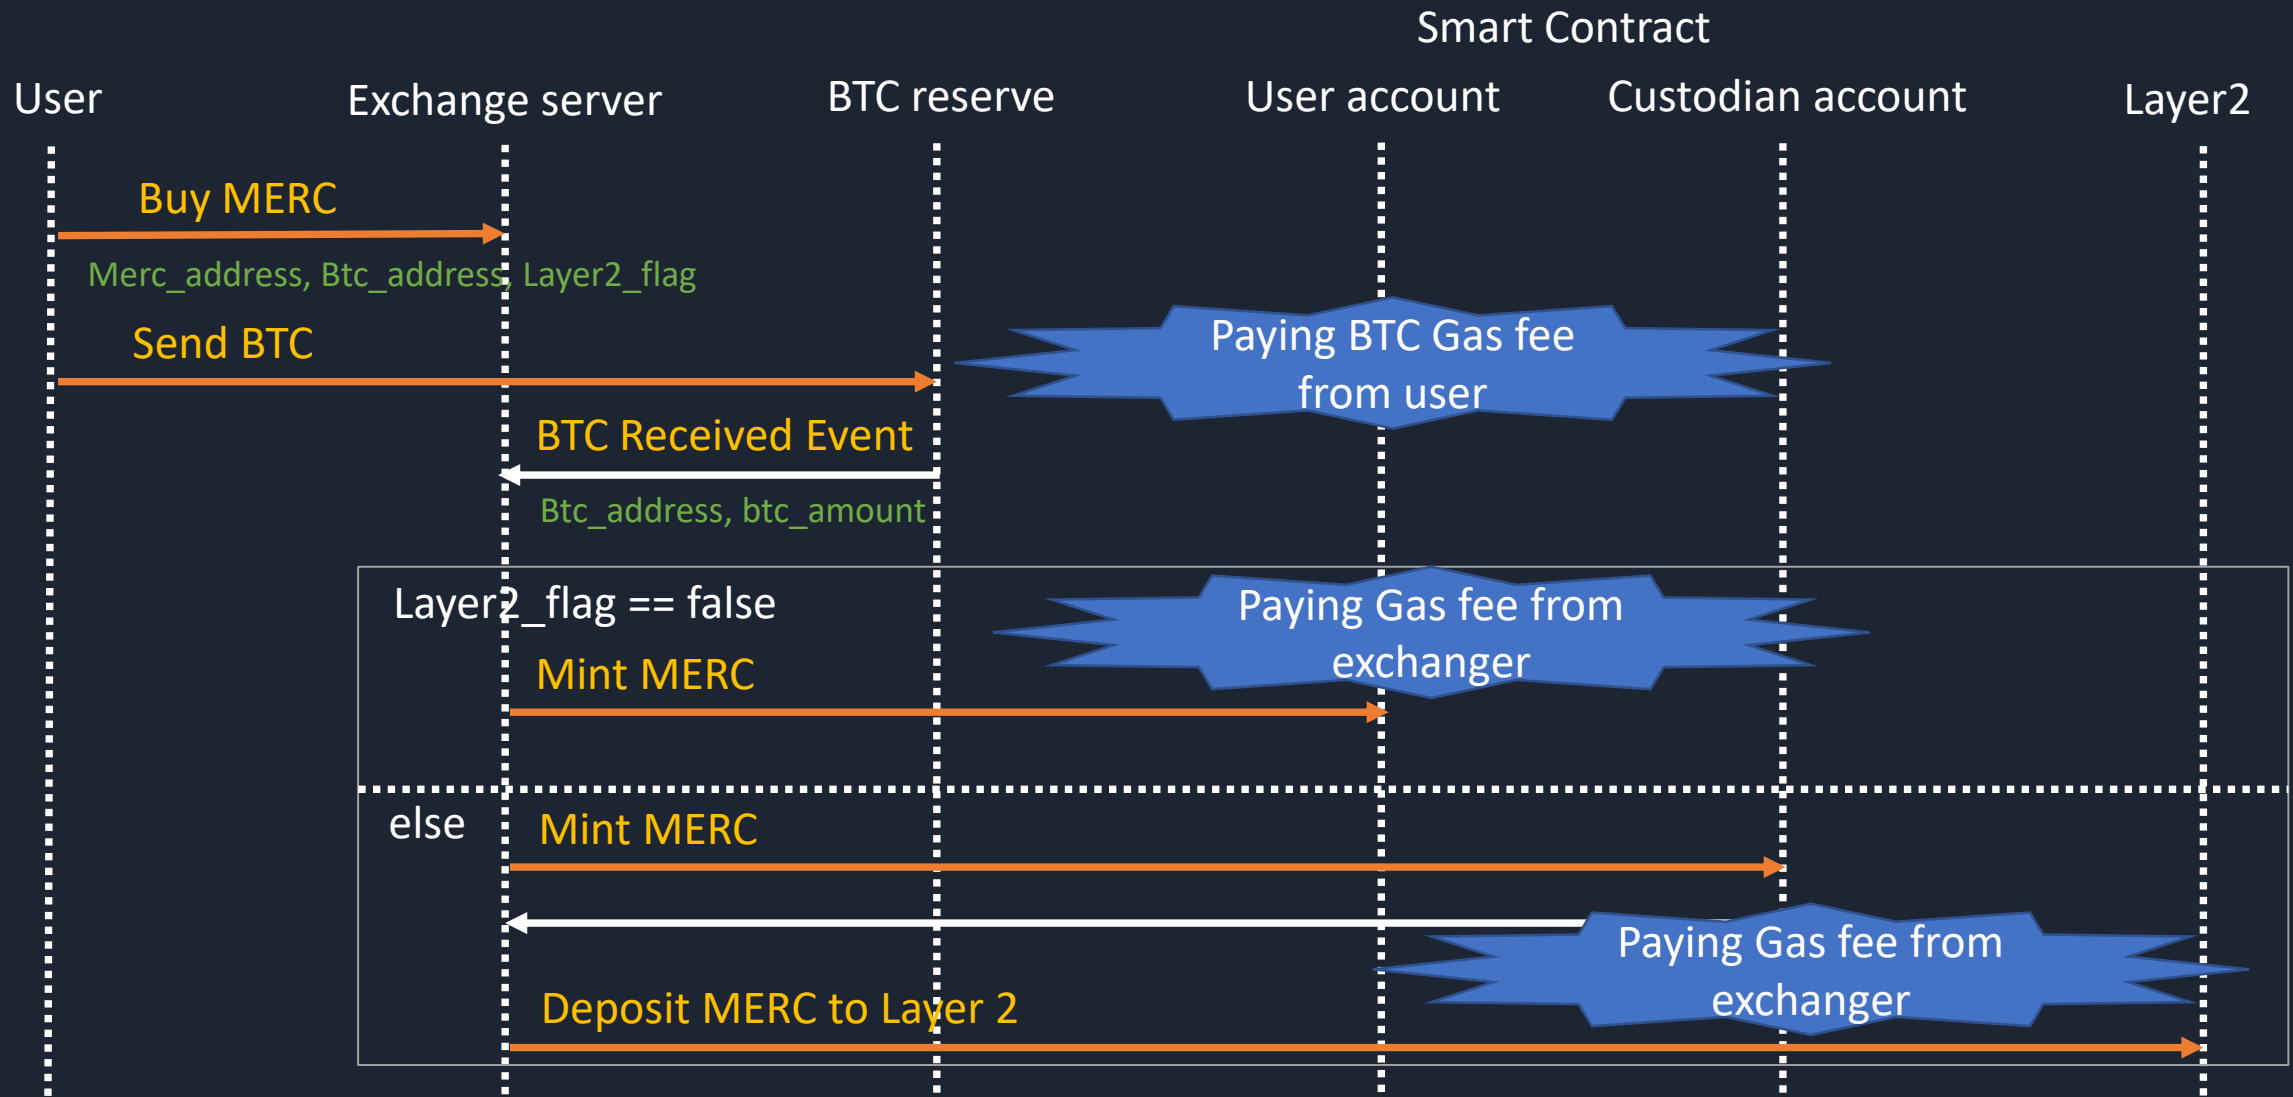 Smart Contract
User
Exchange server
BTC reserve
User account
Custodian account
Layer2
Buy MERC
Merc_address, Btc_address, Layer2_flag
Send BTC
Paying BTC Gas fee
from user
BTC Received Event
Btc_address, btc_amount
Layer2_flag == false
Paying Gas fee from
exchanger
Mint MERC
else
Mint MERC
Paying Gas fee from
exchanger
Deposit MERC to Layer 2